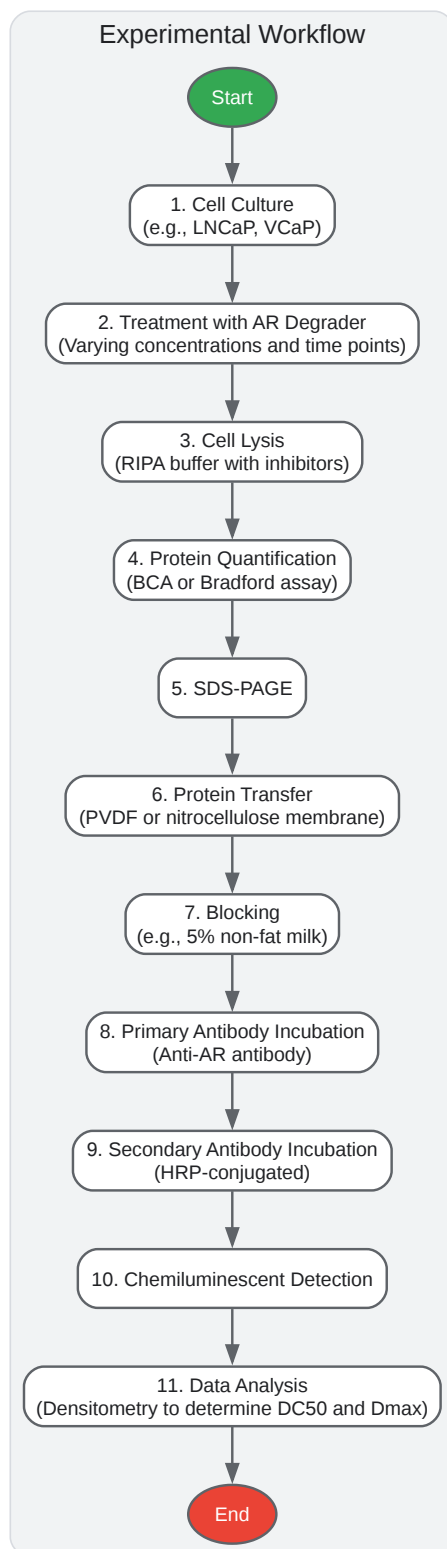 Experimental Workflow
Start
1. Cell Culture
(e.g., LNCaP, VCaP)
2. Treatment with AR Degrader
(Varying concentrations and time points)
3. Cell Lysis
(RIPA buffer with inhibitors)
4. Protein Quantification
(BCA or Bradford assay)
5. SDS-PAGE
6. Protein Transfer
(PVDF or nitrocellulose membrane)
7. Blocking
(e.g., 5% non-fat milk)
8. Primary Antibody Incubation
(Anti-AR antibody)
9. Secondary Antibody Incubation
(HRP-conjugated)
10. Chemiluminescent Detection
11. Data Analysis
(Densitometry to determine DC50 and Dmax)
End